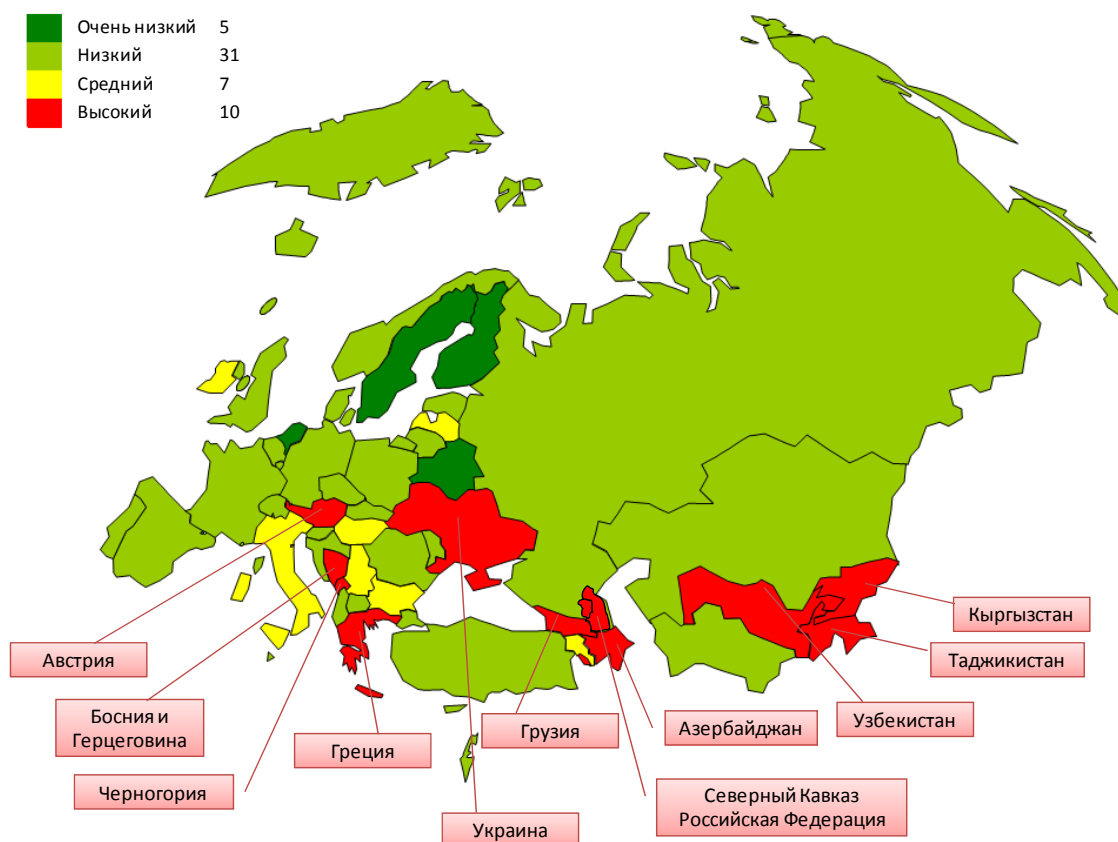 Очень низкий 5
Низкий 31
Средний 7
Высокий 10
Кыргызстан
Австрия
Таджикистан
Босния и
Герцеговина
Греция
Грузия
Азербайджан
Узбекистан
Черногория
Украина
Северный Кавказ
Российская Федерация